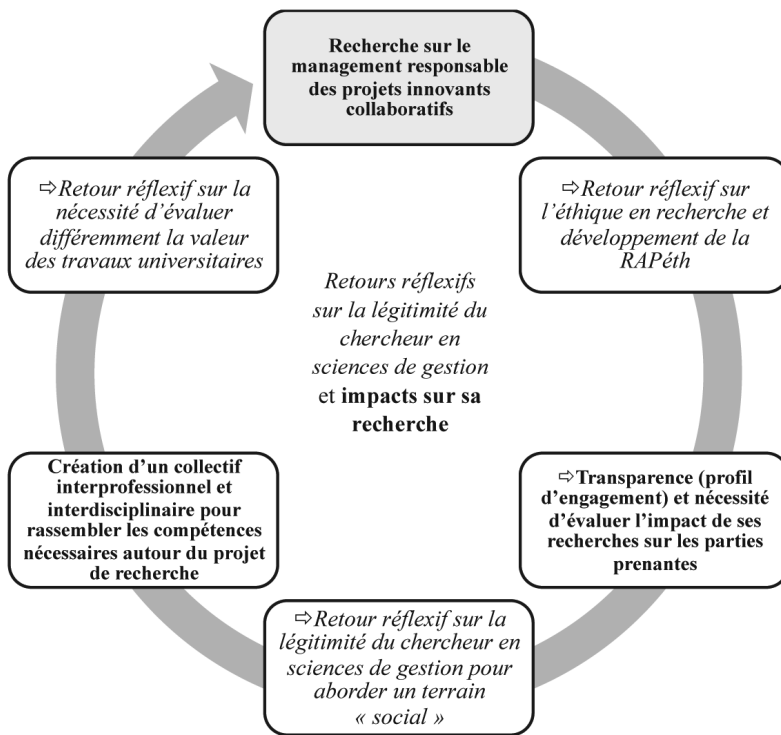 Recherche sur le
management responsable
des projets innovants
collaboratifs
⇨Retour réflexif sur
l’éthique en recherche et
développement de la
RAPéth
⇨Transparence (profil
d’engagement) et nécessité
d’évaluer l’impact de ses
recherches sur les parties
prenantes
⇨Retour réflexif sur la
légitimité du chercheur en
sciences de gestion pour
aborder un terrain
« social »
Création d’un collectif
interprofessionnel et
interdisciplinaire pour
rassembler les compétences
nécessaires autour du projet
de recherche
⇨Retour réflexif sur la
nécessité d’évaluer
différemment la valeur
des travaux universitaires
Retours réflexifs
sur la légitimité du
chercheur en
sciences de gestion
et impacts sur sa
recherche